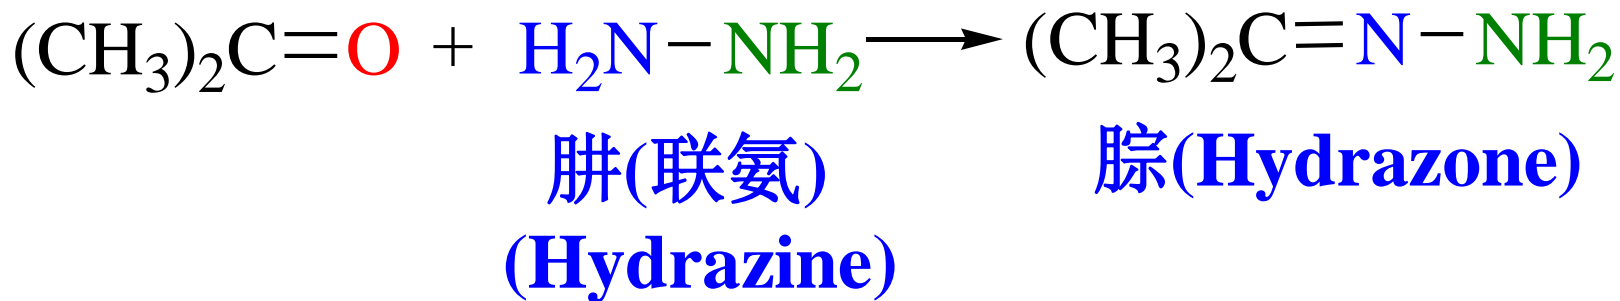 (CH₃)₂C=O + H₂N−NH₂ ⟶ (CH₃)₂C=N−NH₂
肼(联氨) 腙(Hydrazone)
(Hydrazine)